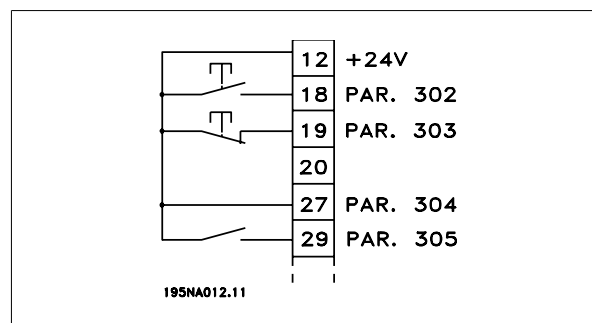 12 +24V
18 PAR. 302
19 PAR. 303
20
27 PAR. 304
29 PAR. 305
195NA012.11